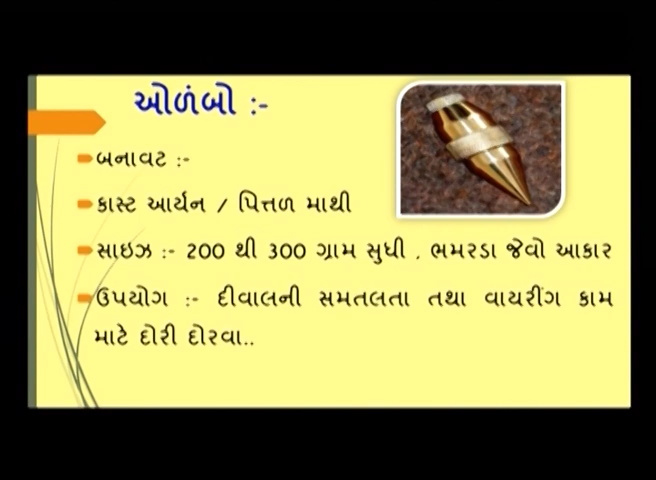 ઓળંબો :-
બનાવટ :-
કાસ્ટ આર્યન / પિત્તળ માથી
સાઇઝ :- 200 થી 300 ગ્રામ સુધી . ભમરડા જેવો આકાર
ઉપયોગ :- દીવાલની સમતલતા તથા વાયરીંગ કામ
માટે દોરી દોરવા..